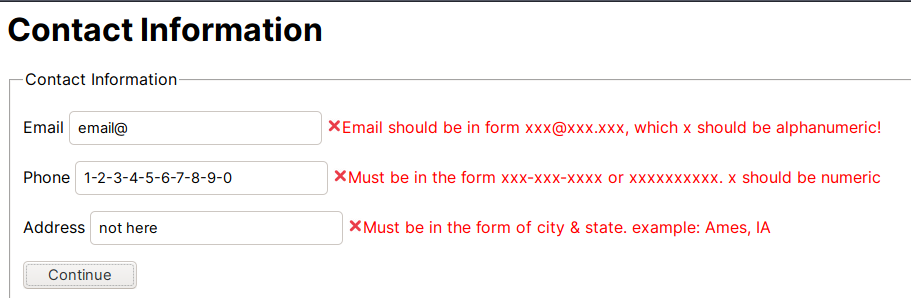 Contact Information
Contact Information
Email email@ ❌Email should be in form xxx@xxx.xxx, which x should be alphanumeric!
Phone 1-2-3-4-5-6-7-8-9-0 ❌Must be in the form xxx-xxx-xxxx or xxxxxxxxxx. x should be numeric
Address not here ❌Must be in the form of city & state. example: Ames, IA
Continue